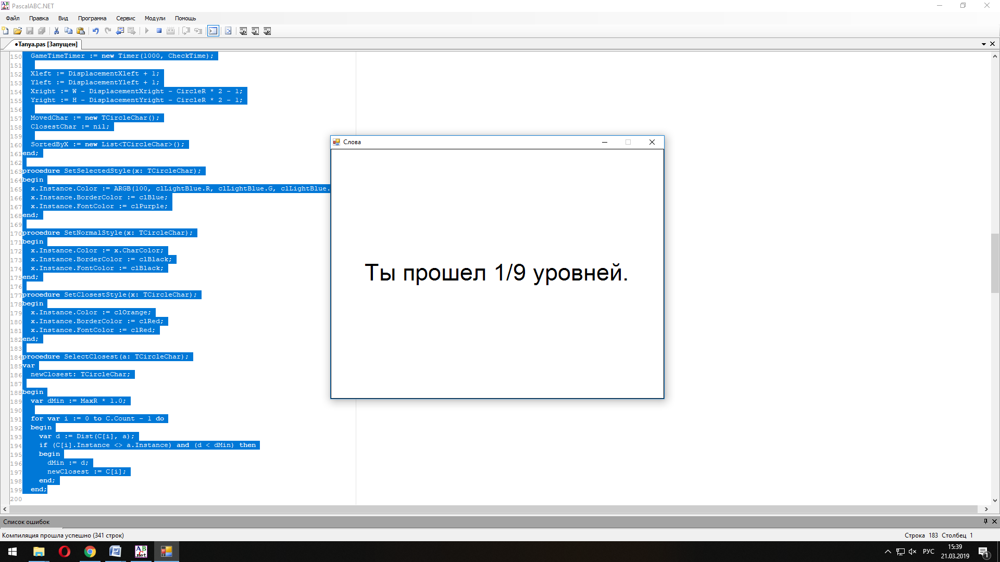 PascalABC.NET
Файл Правка Вид Программа Сервис Модули Помощь
•Tanya.pas [Запущен]
150 GameTimeTimer := new Timer(1000, CheckTime);
151
152 Xleft := DisplacementXleft + 1;
153 Yleft := DisplacementYleft + 1;
154 Xright := W - DisplacementXright - CircleR * 2 - 1;
155 Yright := H - DisplacementYright - CircleR * 2 - 1;
156
157 MovedChar := new TCircleChar();
158 ClosestChar := nil;
159
160 SortedByX := new List<TCircleChar>();
161 end;
162
163 procedure SetSelectedStyle(x: TCircleChar);
164 begin
165 x.Instance.Color := ARGB(100, clLightBlue.R, clLightBlue.G, clLightBlue.
166 x.Instance.BorderColor := clBlue;
167 x.Instance.FontColor := clPurple;
168 end;
169
170 procedure SetNormalStyle(x: TCircleChar);
171 begin
172 x.Instance.Color := x.CharColor;
173 x.Instance.BorderColor := clBlack;
174 x.Instance.FontColor := clBlack;
175 end;
176
177 procedure SetClosestStyle(x: TCircleChar);
178 begin
179 x.Instance.Color := clOrange;
180 x.Instance.BorderColor := clRed;
181 x.Instance.FontColor := clRed;
182 end;
183
184 procedure SelectClosest(a: TCircleChar);
185 var
186 newClosest: TCircleChar;
187
188 begin
189 var dMin := MaxR * 1.0;
190
191 for var i := 0 to C.Count - 1 do
192 begin
193 var d := Dist(C[i], a);
194 if (C[i].Instance <> a.Instance) and (d < dMin) then
195 begin
196 dMin := d;
197 newClosest := C[i];
198 end;
199 end;
200
Слова
Ты прошел 1/9 уровней.
Список ошибок
Компиляция прошла успешно (341 строк)
Строка 183 Столбец 1
РУС
15:39
21.03.2019
1